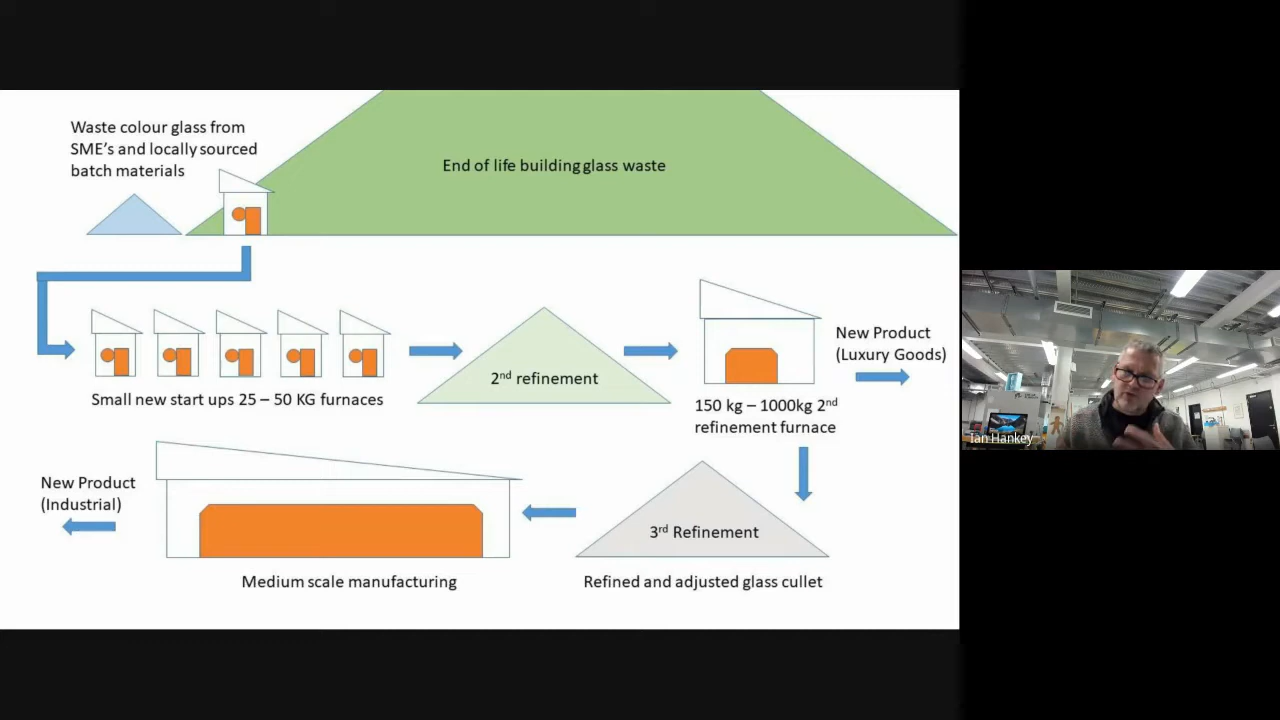 Waste colour glass from
SME's and locally sourced
batch materials
End of life building glass waste
Small new start ups 25 – 50 KG furnaces
2nd refinement
150 kg – 1000kg 2nd
refinement furnace
New Product
(Luxury Goods)
New Product
(Industrial)
Medium scale manufacturing
3rd Refinement
Refined and adjusted glass cullet
Ian Hankey